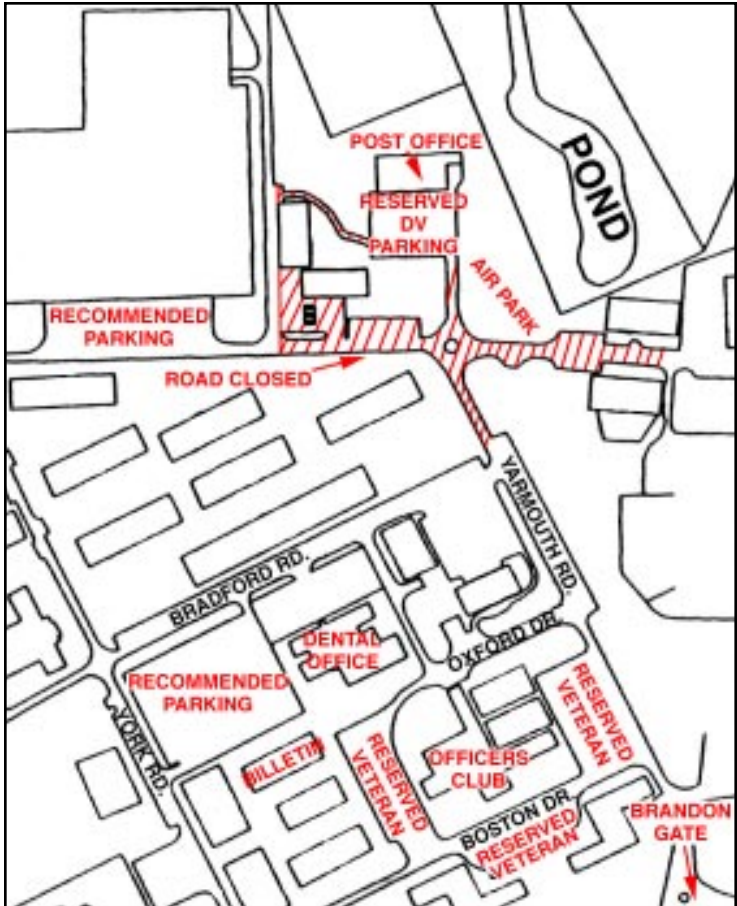 POST OFFICE
POND
RESERVED
DV
PARKING
AIR PARK
RECOMMENDED
PARKING
ROAD CLOSED
YARMOUTH RD.
BRADFORD RD.
DENTAL
OFFICE
OXFORD DR.
RECOMMENDED
PARKING
RESERVED
VETERAN
YORK RD.
BILLETIN
RESERVED
VETERAN
OFFICERS
CLUB
BOSTON DR
RESERVED
VETERAN
BRANDON
GATE